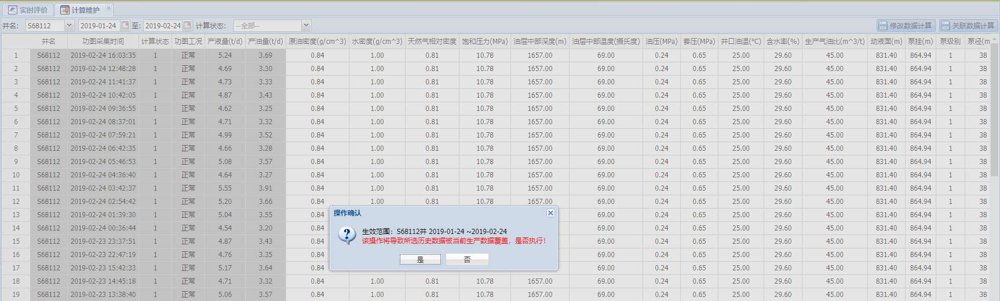 实时评价 计算维护
井名: S68112 2019-01-24 至: 2019-02-24 计算状态: --全部-- 修改数据计算 关联数据计算
井名 功图采集时间 计算状态 功图工况 产液量(t/d) 产油量(t/d) 原油密度(g/cm^3) 水密度(g/cm^3) 天然气相对密度 饱和压力(MPa) 油层中部深度(m) 油层中部温度(摄氏度) 油压(MPa) 套压(MPa) 井口油温(℃) 含水率(%) 生产气油比(m^3/t) 动液面(m) 泵挂(m) 泵级别 泵径(m
1 S68112 2019-02-24 16:03:35 1 正常 5.24 3.69 0.84 1.00 0.81 10.78 1657.00 69.00 0.24 0.65 25.00 29.60 45.00 831.40 864.94 1 38
2 S68112 2019-02-24 12:48:28 1 正常 4.69 3.30 0.84 1.00 0.81 10.78 1657.00 69.00 0.24 0.65 25.00 29.60 45.00 831.40 864.94 1 38
3 S68112 2019-02-24 11:41:37 1 正常 4.73 3.33 0.84 1.00 0.81 10.78 1657.00 69.00 0.24 0.65 25.00 29.60 45.00 831.40 864.94 1 38
4 S68112 2019-02-24 10:42:05 1 正常 4.87 3.43 0.84 1.00 0.81 10.78 1657.00 69.00 0.24 0.65 25.00 29.60 45.00 831.40 864.94 1 38
5 S68112 2019-02-24 09:36:55 1 正常 4.62 3.25 0.84 1.00 0.81 10.78 1657.00 69.00 0.24 0.65 25.00 29.60 45.00 831.40 864.94 1 38
6 S68112 2019-02-24 08:37:01 1 正常 4.71 3.32 0.84 1.00 0.81 10.78 1657.00 69.00 0.24 0.65 25.00 29.60 45.00 831.40 864.94 1 38
7 S68112 2019-02-24 07:59:21 1 正常 4.99 3.52 0.84 1.00 0.81 10.78 1657.00 69.00 0.24 0.65 25.00 29.60 45.00 831.40 864.94 1 38
8 S68112 2019-02-24 06:42:35 1 正常 4.66 3.28 0.84 1.00 0.81 10.78 1657.00 69.00 0.24 0.65 25.00 29.60 45.00 831.40 864.94 1 38
9 S68112 2019-02-24 05:46:53 1 正常 5.08 3.57 0.84 1.00 0.81 10.78 1657.00 69.00 0.24 0.65 25.00 29.60 45.00 831.40 864.94 1 38
10 S68112 2019-02-24 04:36:40 1 正常 4.64 3.27 0.84 1.00 0.81 10.78 1657.00 69.00 0.24 0.65 25.00 29.60 45.00 831.40 864.94 1 38
11 S68112 2019-02-24 03:42:37 1 正常 5.55 3.91 0.84 1.00 0.81 10.78 1657.00 69.00 0.24 0.65 25.00 29.60 45.00 831.40 864.94 1 38
12 S68112 2019-02-24 02:54:42 1 正常 5.20 3.66 0.84 1.00 0.81 10.78 1657.00 69.00 0.24 0.65 25.00 29.60 45.00 831.40 864.94 1 38
13 S68112 2019-02-24 01:39:30 1 正常 5.04 3.55 0.84 69.00 0.24 0.65 25.00 29.60 45.00 831.40 864.94 1 38
14 S68112 2019-02-24 00:36:44 1 正常 4.54 3.20 0.84 69.00 0.24 0.65 25.00 29.60 45.00 831.40 864.94 1 38
15 S68112 2019-02-23 23:37:51 1 正常 4.87 3.43 0.84 69.00 0.24 0.65 25.00 29.60 45.00 831.40 864.94 1 38
16 S68112 2019-02-23 22:47:19 1 正常 4.76 3.35 0.84 69.00 0.24 0.65 25.00 29.60 45.00 831.40 864.94 1 38
17 S68112 2019-02-23 15:42:33 1 正常 5.17 3.64 0.84 69.00 0.24 0.65 25.00 29.60 45.00 831.40 864.94 1 38
18 S68112 2019-02-23 14:45:18 1 正常 4.71 3.32 0.84 1.00 0.81 10.78 1657.00 69.00 0.24 0.65 25.00 29.60 45.00 831.40 864.94 1 38
19 S68112 2019-02-23 13:38:40 1 正常 5.06 3.57 0.84 1.00 0.81 10.78 1657.00 69.00 0.24 0.65 25.00 29.60 45.00 831.40 864.94 1 38
操作确认
生效范围：S68112井 2019-01-24 ~2019-02-24
该操作将导致所选历史数据被当前生产数据覆盖，是否执行！
是 否